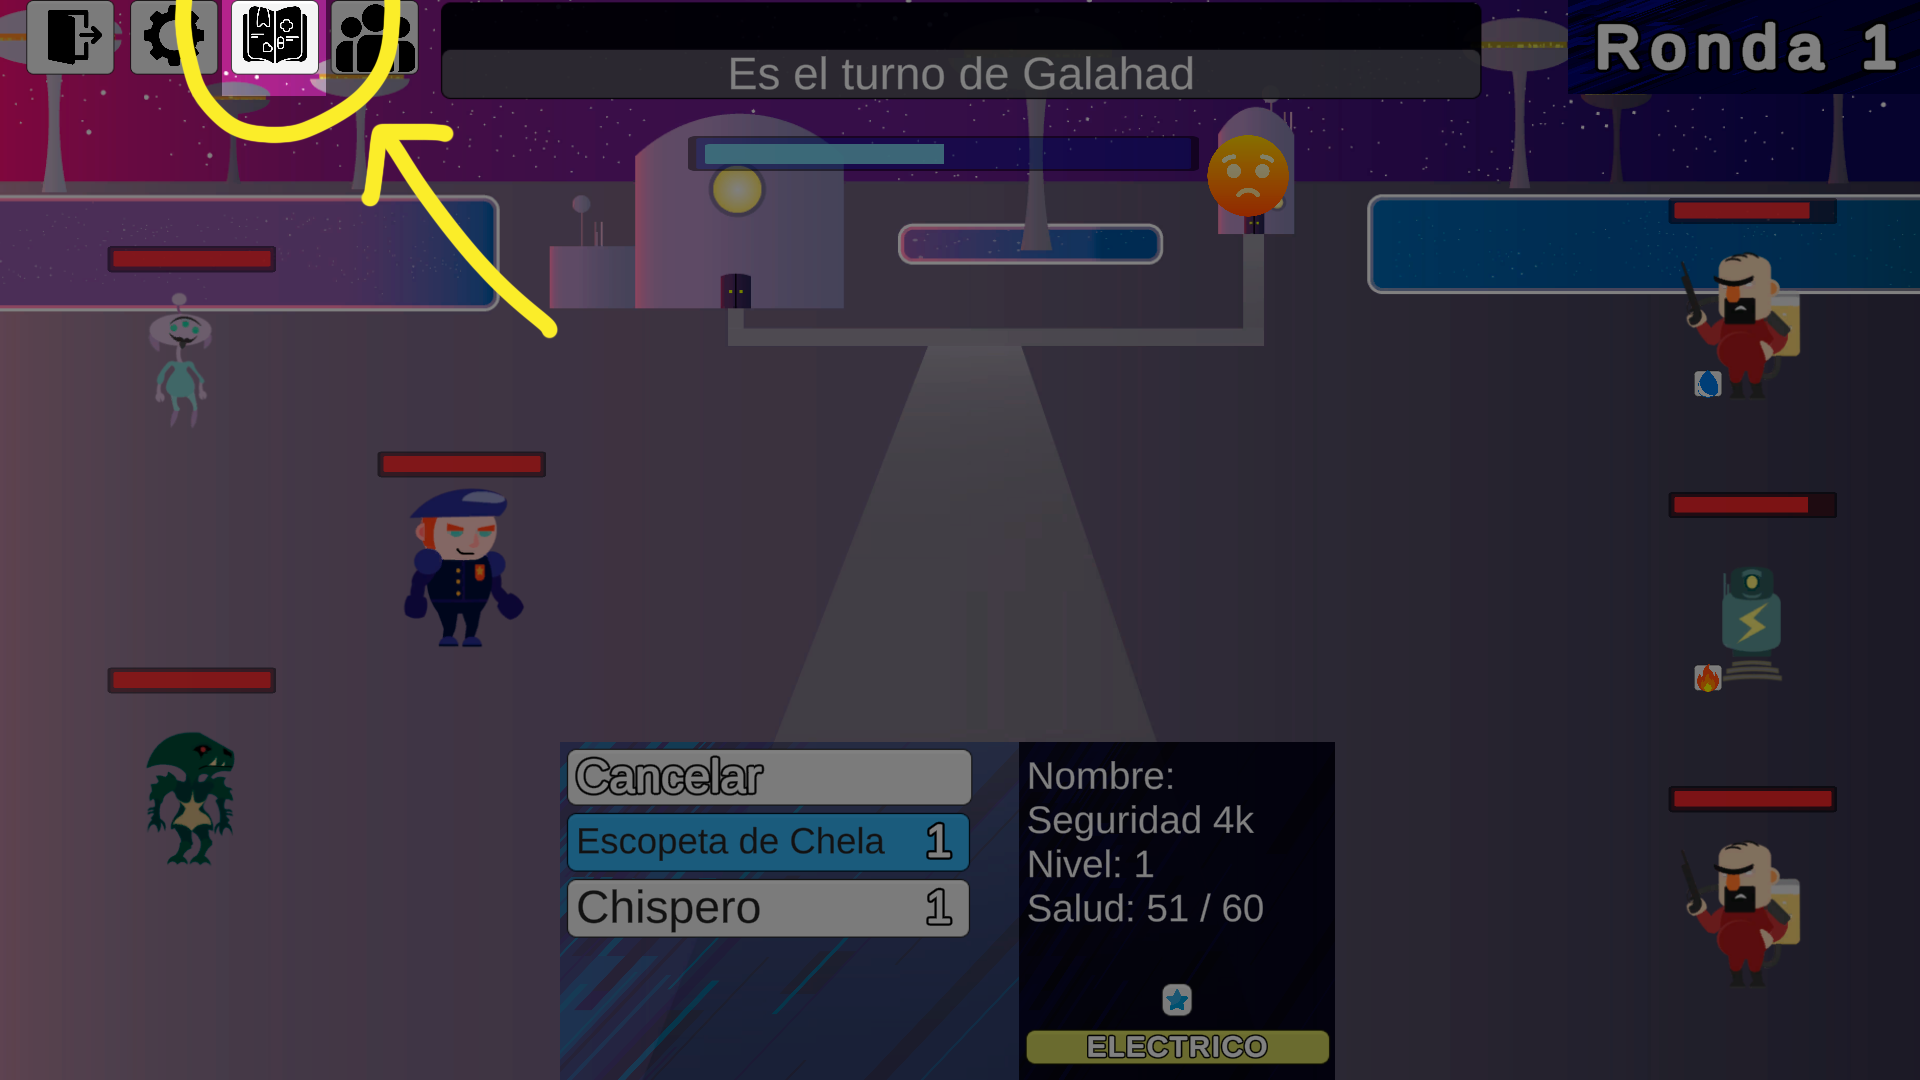 Es el turno de Galahad
Ronda 1
Cancelar
Escopeta de Chela 1
Chispero 1
Nombre:
Seguridad 4k
Nivel: 1
Salud: 51 / 60
ELECTRICO